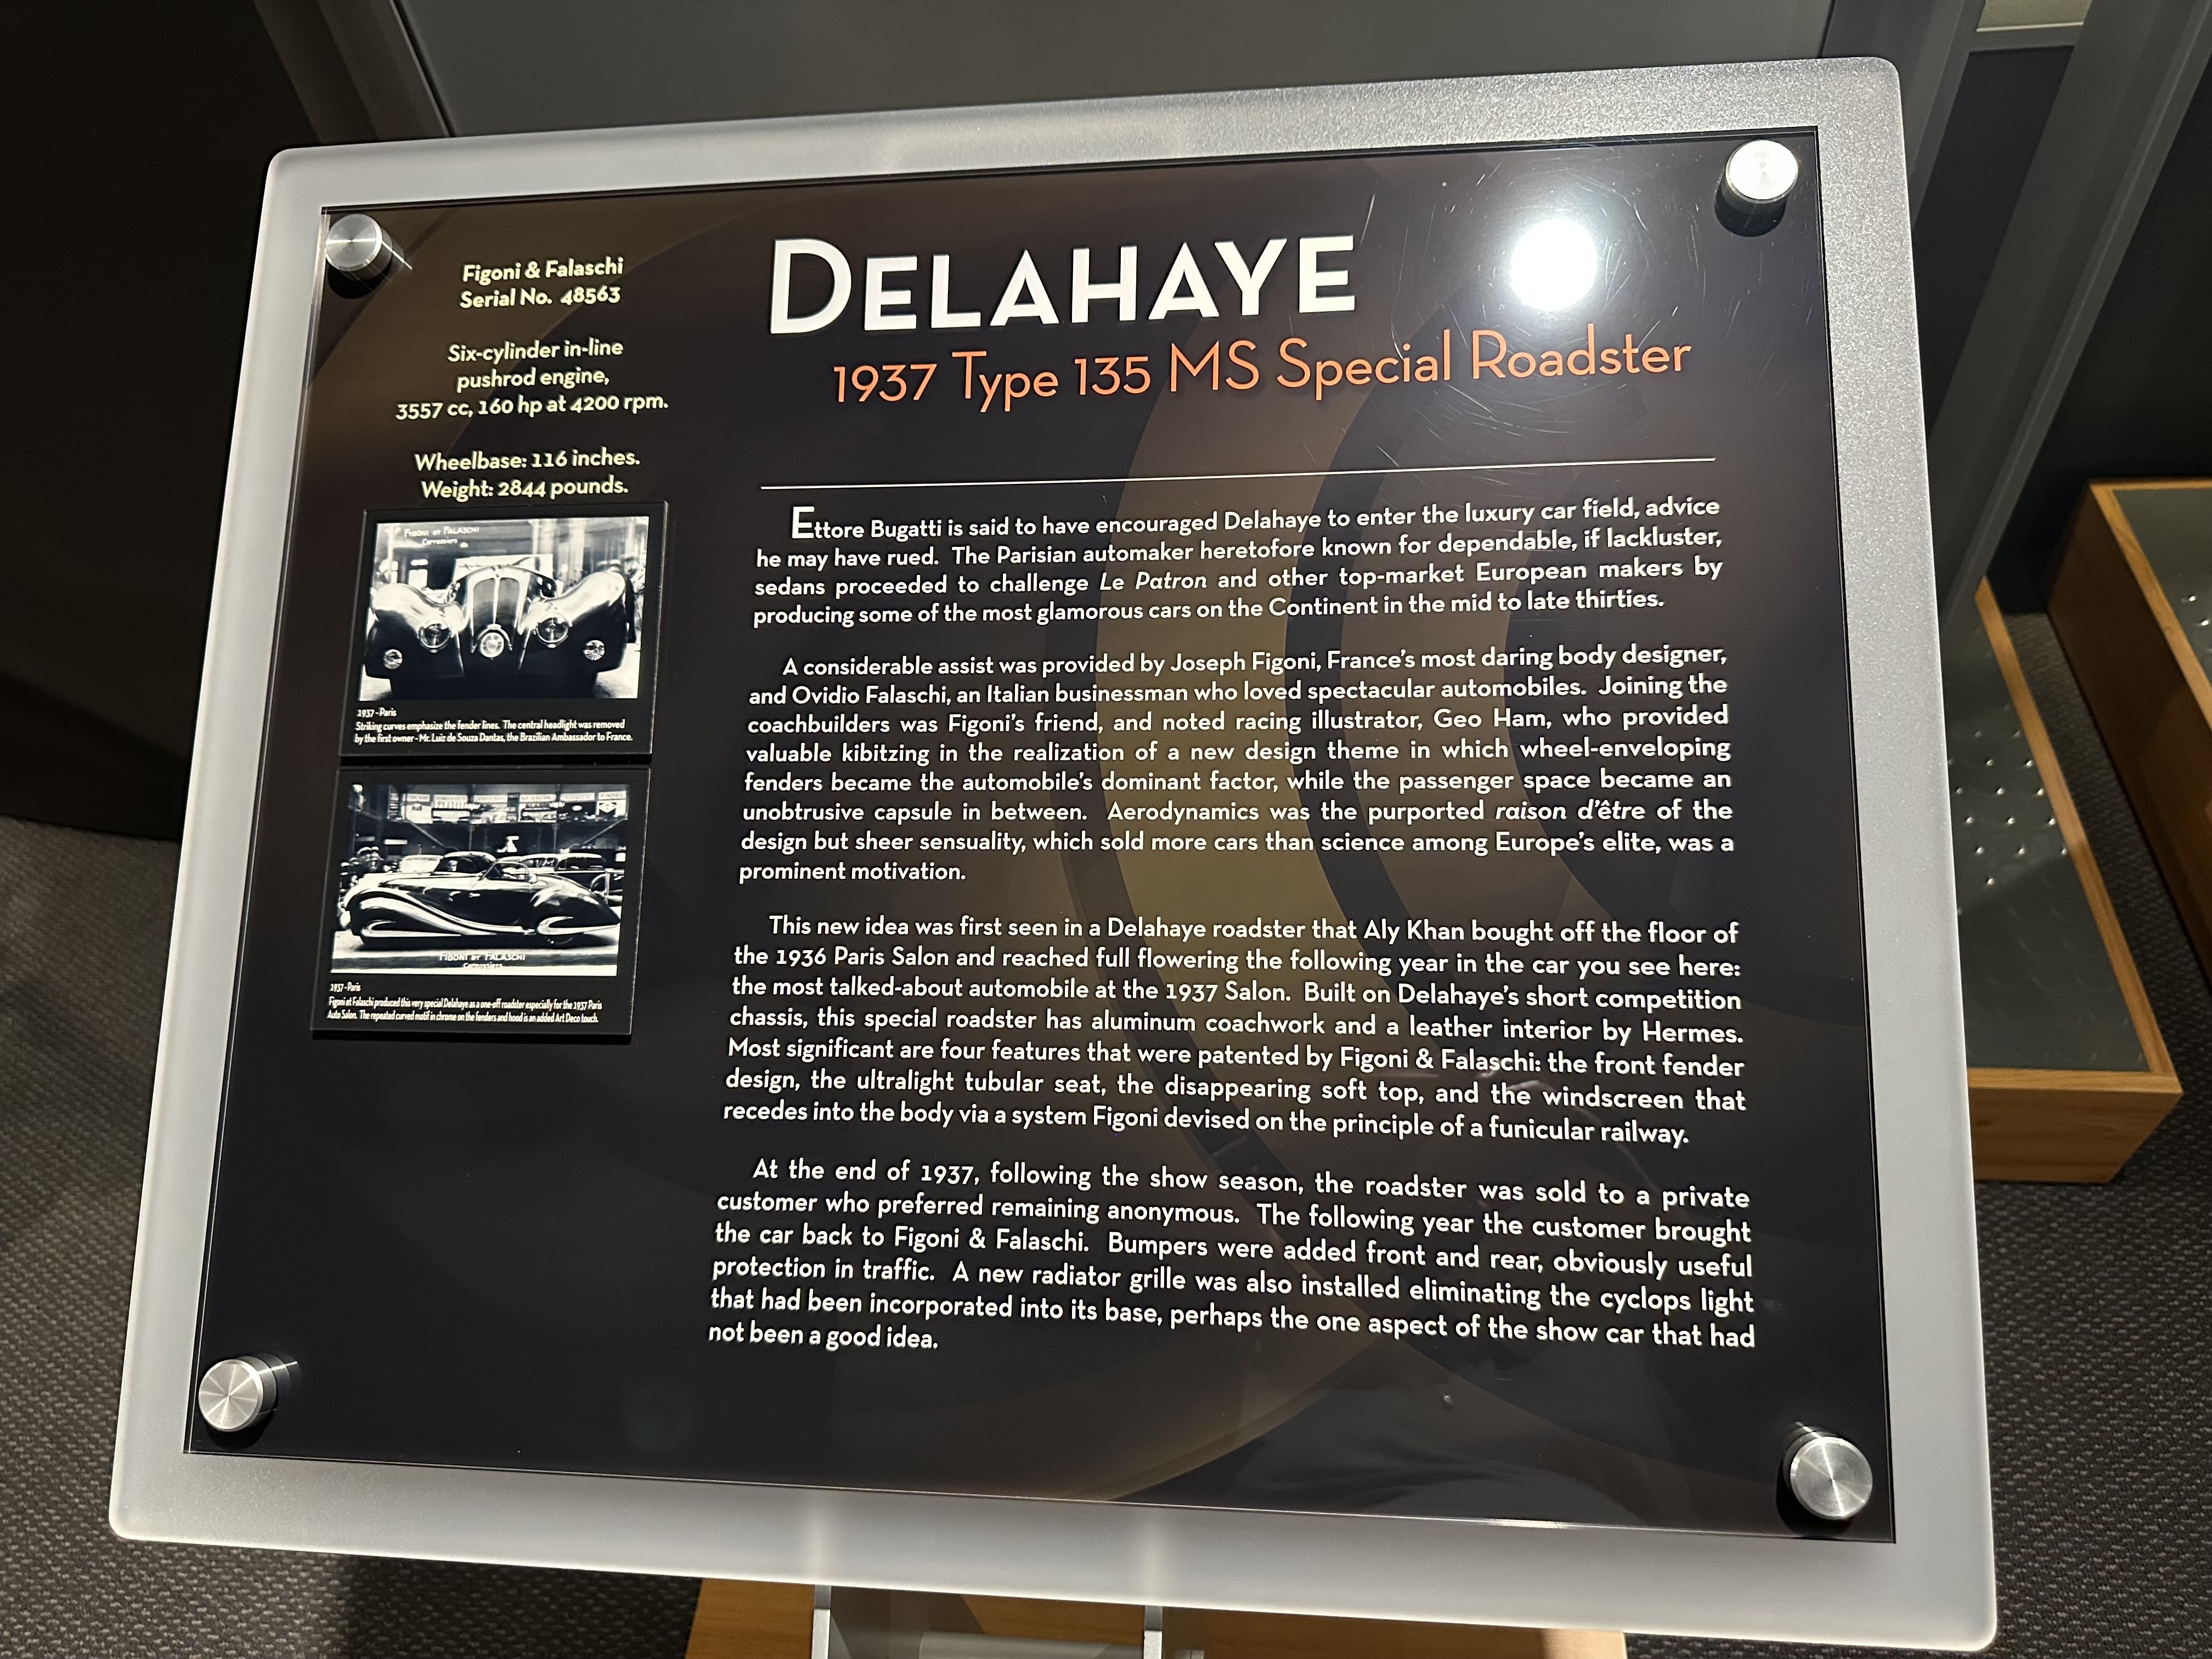 Figoni & Falaschi
Serial No. 48563
Six-cylinder in-line
pushrod engine,
3557 cc, 160 hp at 4200 rpm.
Wheelbase: 116 inches.
Weight: 2844 pounds.
FIGONI ET FALASCHI
Carrossiers
1937 - Paris
Striking curves emphasize the fender lines. The central headlight was removed
by the first owner - Mr. Luiz de Souza Dantas, the Brazilian Ambassador to France.
FIGONI ET FALASCHI
Carrossiers
1937 - Paris
Figoni et Falaschi produced this very special Delahaye as a one-off roadster especially for the 1937 Paris
Auto Salon. The repeated curved motif in chrome on the fenders and hood is an added Art Deco touch.
DELAHAYE
1937 Type 135 MS Special Roadster
Ettore Bugatti is said to have encouraged Delahaye to enter the luxury car field, advice
he may have rued. The Parisian automaker heretofore known for dependable, if lackluster,
sedans proceeded to challenge Le Patron and other top-market European makers by
producing some of the most glamorous cars on the Continent in the mid to late thirties.
A considerable assist was provided by Joseph Figoni, France's most daring body designer,
and Ovidio Falaschi, an Italian businessman who loved spectacular automobiles. Joining the
coachbuilders was Figoni's friend, and noted racing illustrator, Geo Ham, who provided
valuable kibitzing in the realization of a new design theme in which wheel-enveloping
fenders became the automobile's dominant factor, while the passenger space became an
unobtrusive capsule in between. Aerodynamics was the purported raison d'être of the
design but sheer sensuality, which sold more cars than science among Europe's elite, was a
prominent motivation.
This new idea was first seen in a Delahaye roadster that Aly Khan bought off the floor of
the 1936 Paris Salon and reached full flowering the following year in the car you see here:
the most talked-about automobile at the 1937 Salon. Built on Delahaye's short competition
chassis, this special roadster has aluminum coachwork and a leather interior by Hermes.
Most significant are four features that were patented by Figoni & Falaschi: the front fender
design, the ultralight tubular seat, the disappearing soft top, and the windscreen that
recedes into the body via a system Figoni devised on the principle of a funicular railway.
At the end of 1937, following the show season, the roadster was sold to a private
customer who preferred remaining anonymous. The following year the customer brought
the car back to Figoni & Falaschi. Bumpers were added front and rear, obviously useful
protection in traffic. A new radiator grille was also installed eliminating the cyclops light
that had been incorporated into its base, perhaps the one aspect of the show car that had
not been a good idea.